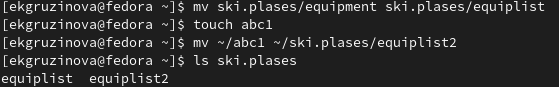 [ekgruzinova@fedora ~]$ mv ski.plases/equipment ski.plases/equiplist
[ekgruzinova@fedora ~]$ touch abc1
[ekgruzinova@fedora ~]$ mv ~/abc1 ~/ski.plases/equiplist2
[ekgruzinova@fedora ~]$ ls ski.plases
equiplist  equiplist2